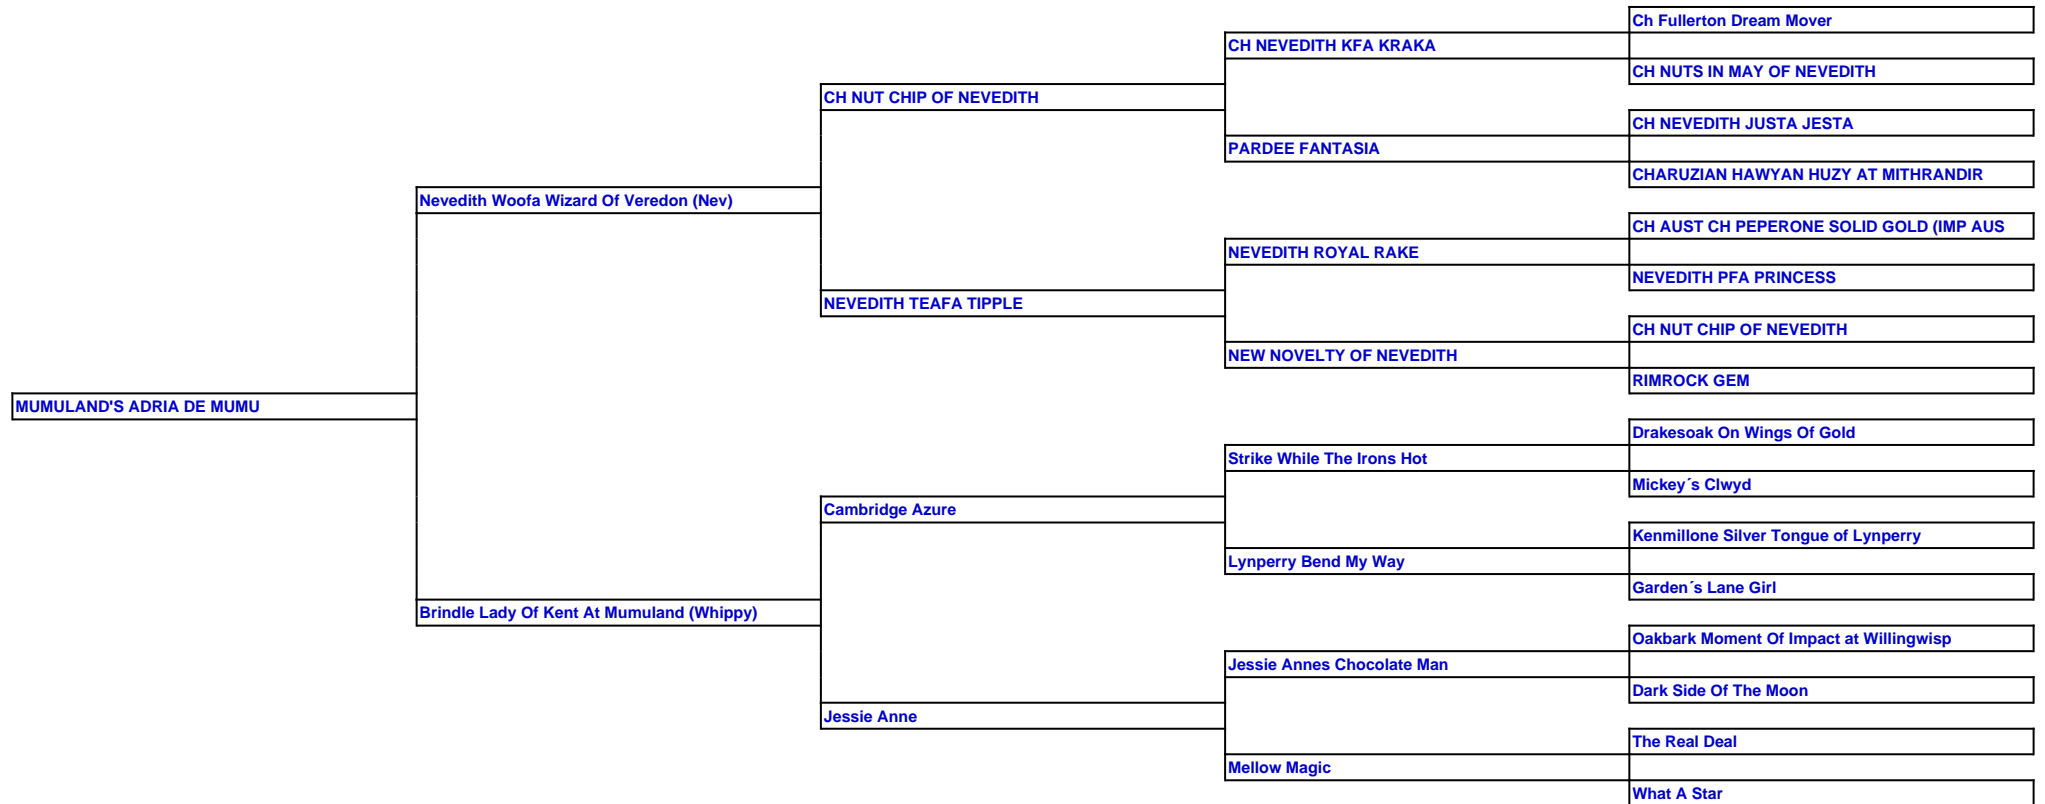 Ch Fullerton Dream Mover
CH NEVEDITH KFA KRAKA
CH NUTS IN MAY OF NEVEDITH
CH NUT CHIP OF NEVEDITH
CH NEVEDITH JUSTA JESTA
PARDEE FANTASIA
CHARUZIAN HAWYAN HUZY AT MITHRANDIR
Nevedith Woofa Wizard Of Veredon (Nev)
CH AUST CH PEPERONE SOLID GOLD (IMP AUS
NEVEDITH ROYAL RAKE
NEVEDITH PFA PRINCESS
NEVEDITH TEAFA TIPPLE
CH NUT CHIP OF NEVEDITH
NEW NOVELTY OF NEVEDITH
RIMROCK GEM
MUMULAND'S ADRIA DE MUMU
Drakesoak On Wings Of Gold
Strike While The Irons Hot
Mickey´s Clwyd
Cambridge Azure
Kenmillone Silver Tongue of Lynperry
Lynperry Bend My Way
Garden´s Lane Girl
Brindle Lady Of Kent At Mumuland (Whippy)
Oakbark Moment Of Impact at Willingwisp
Jessie Annes Chocolate Man
Dark Side Of The Moon
Jessie Anne
The Real Deal
Mellow Magic
What A Star